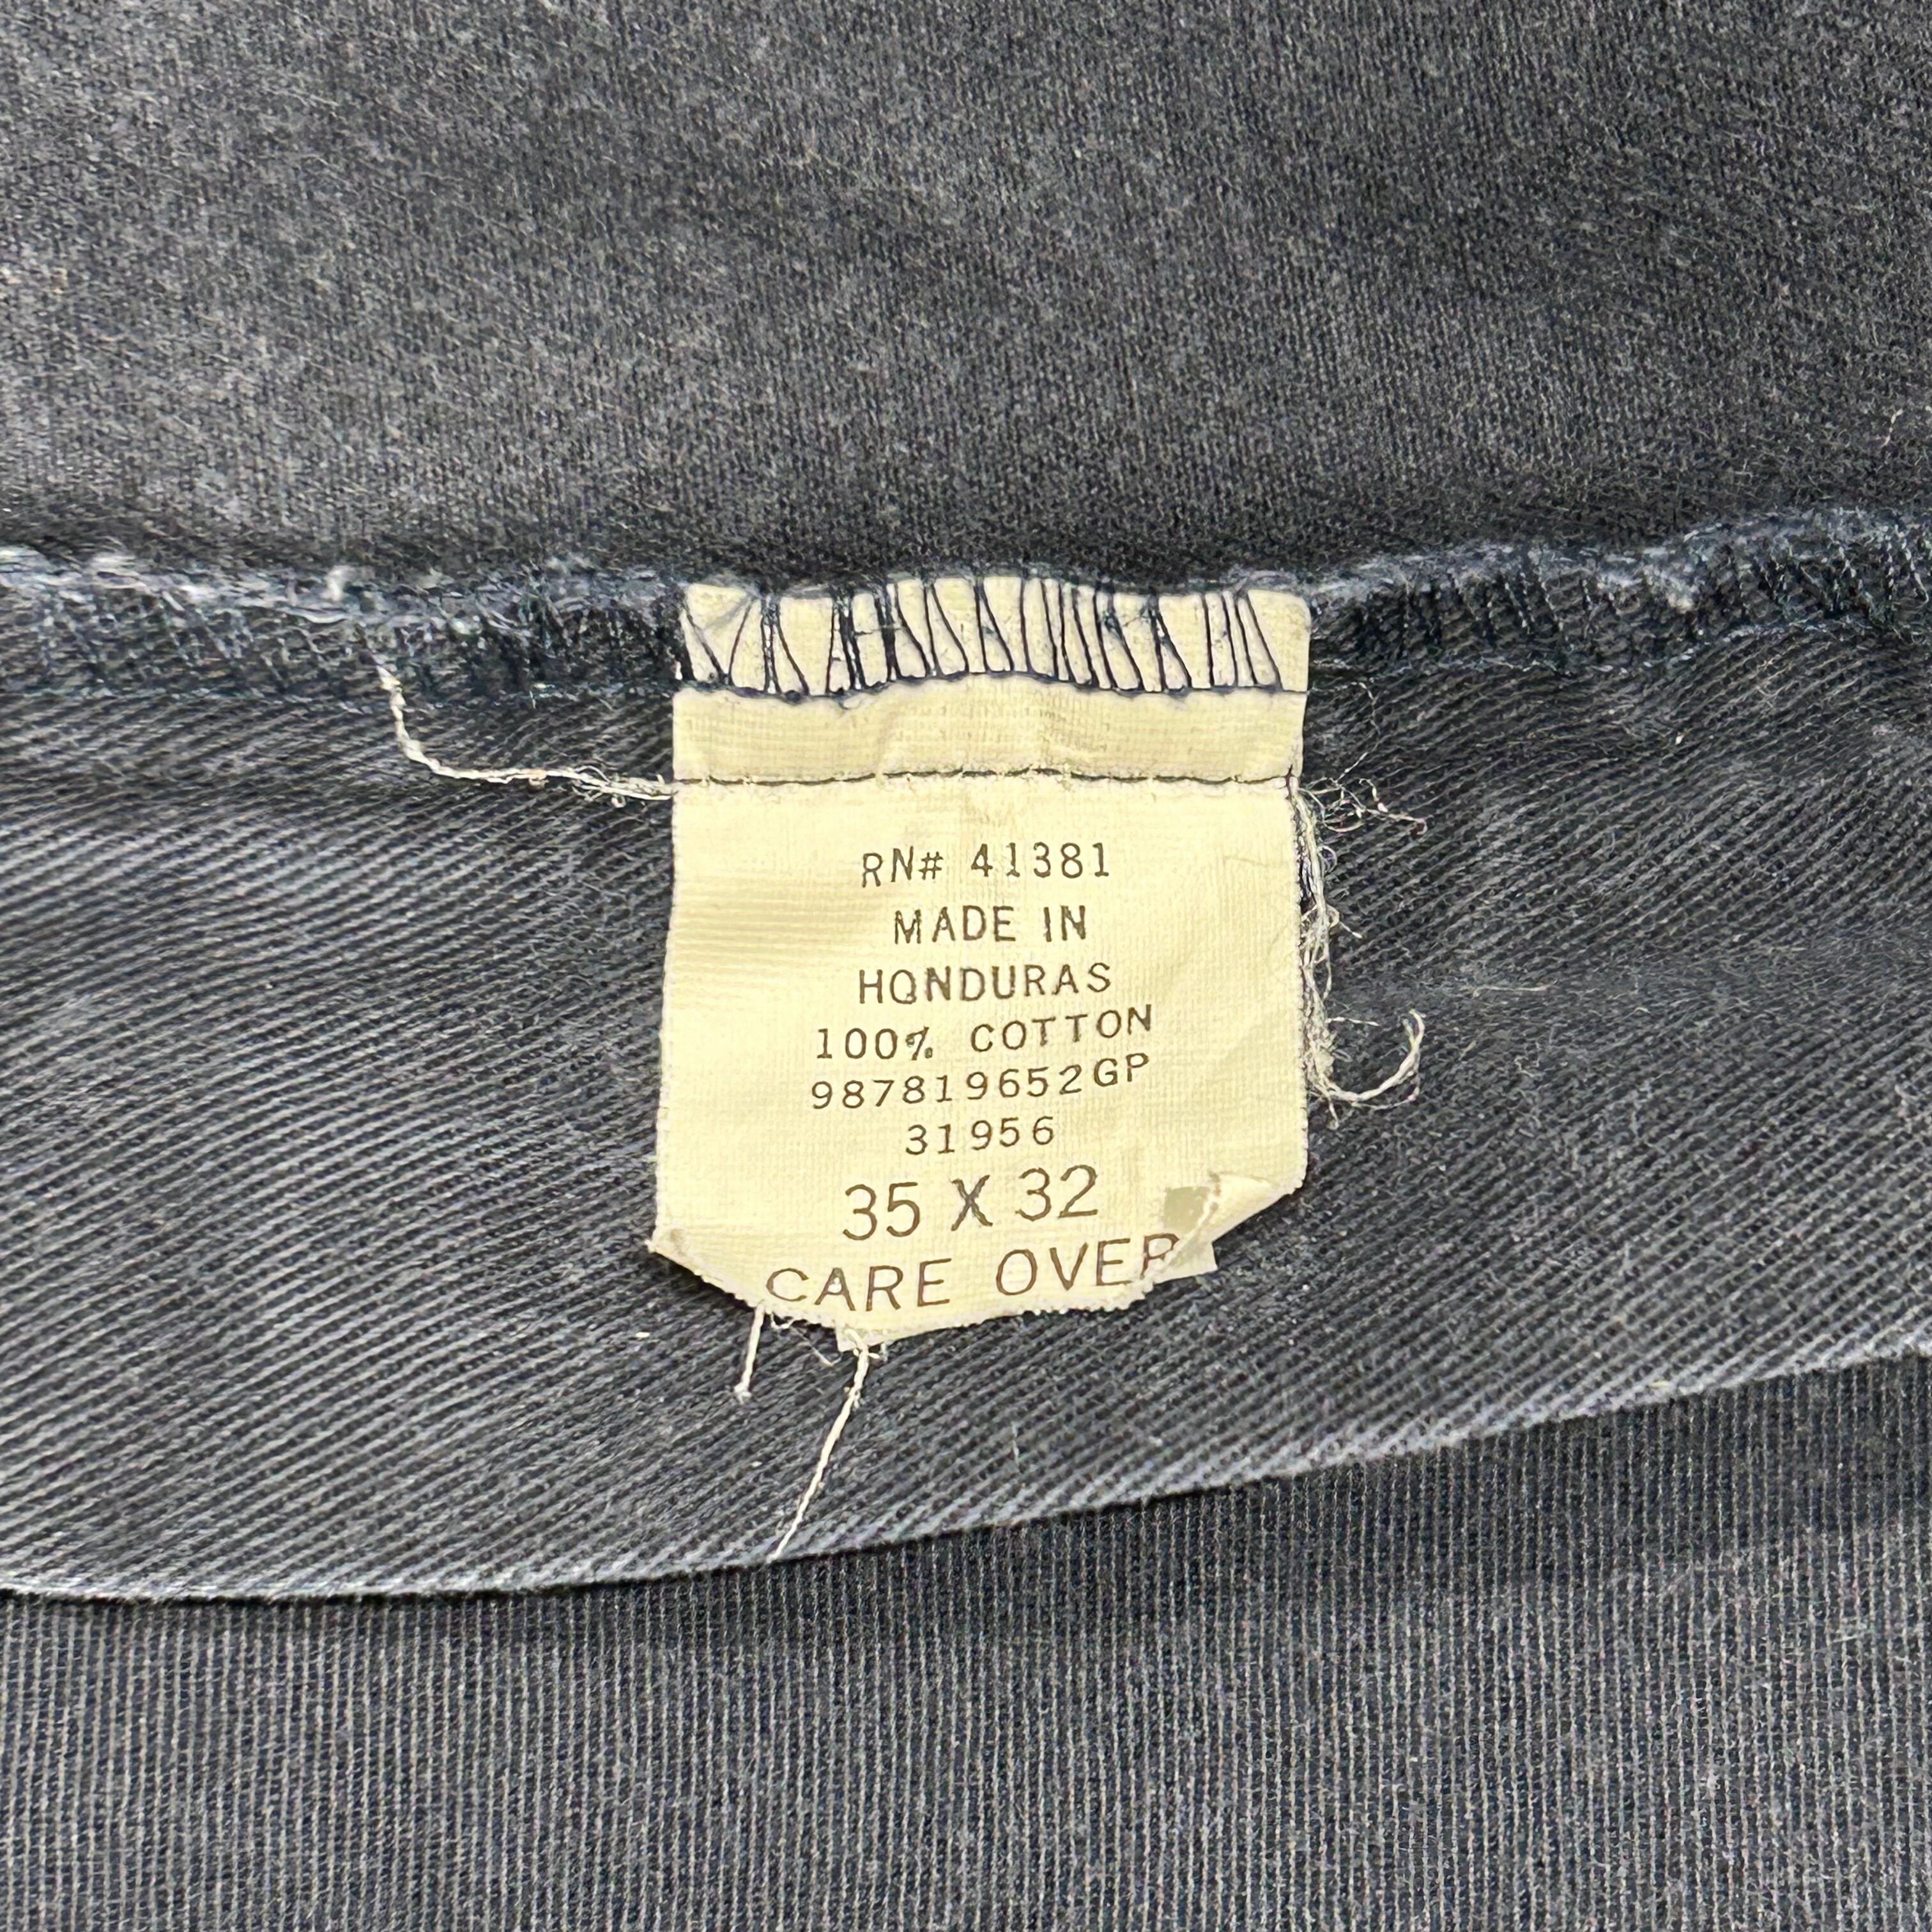 RN# 41381
MADE IN
HONDURAS
100% COTTON
987819652GP
31956
35 X 32
CARE OVER